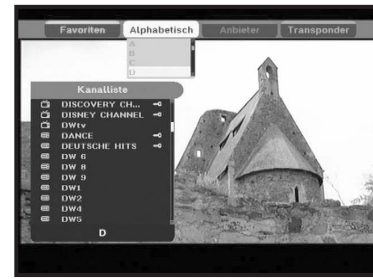 Favoriten Alphabetisch Anbieter Transponder
A
B
C
D
Kanalliste
DISCOVERY CH...
DISNEY CHANNEL
DWtv
DANCE
DEUTSCHE HITS
DW 6
DW 8
DW 9
DW1
DW2
DW4
DW5
D